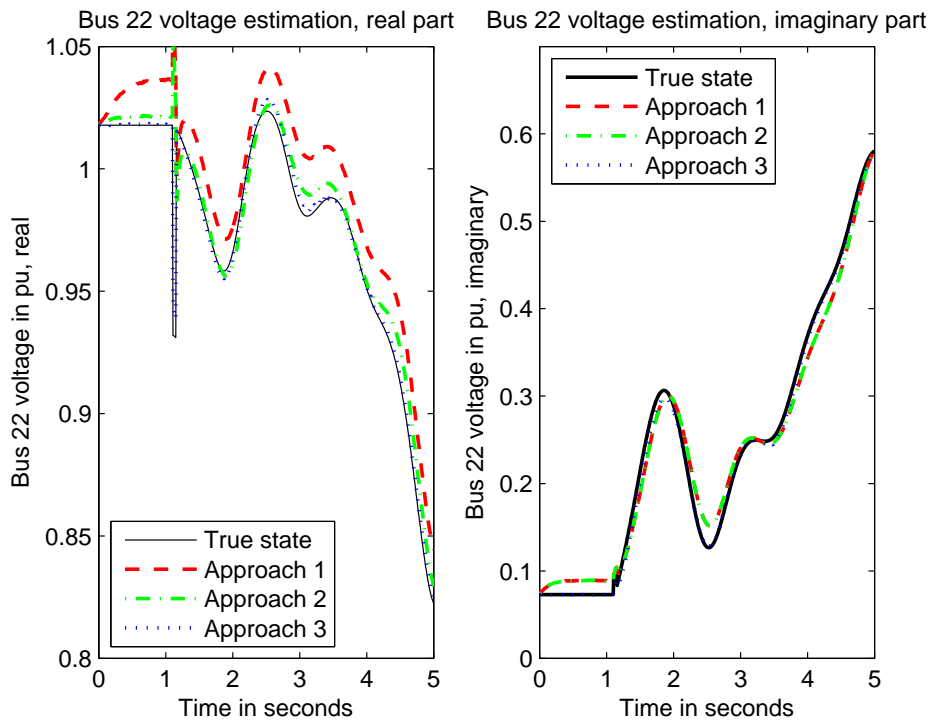 Bus 22 voltage estimation, real part
1.05
1
0.95
0.9
0.85
0.8
Bus 22 voltage in pu, real
True state
Approach 1
Approach 2
Approach 3
0 1 2 3 4 5
Time in seconds
Bus 22 voltage estimation, imaginary part
True state
Approach 1
Approach 2
Approach 3
0.6
0.5
0.4
0.3
0.2
0.1
0
Bus 22 voltage in pu, imaginary
0 1 2 3 4 5
Time in seconds